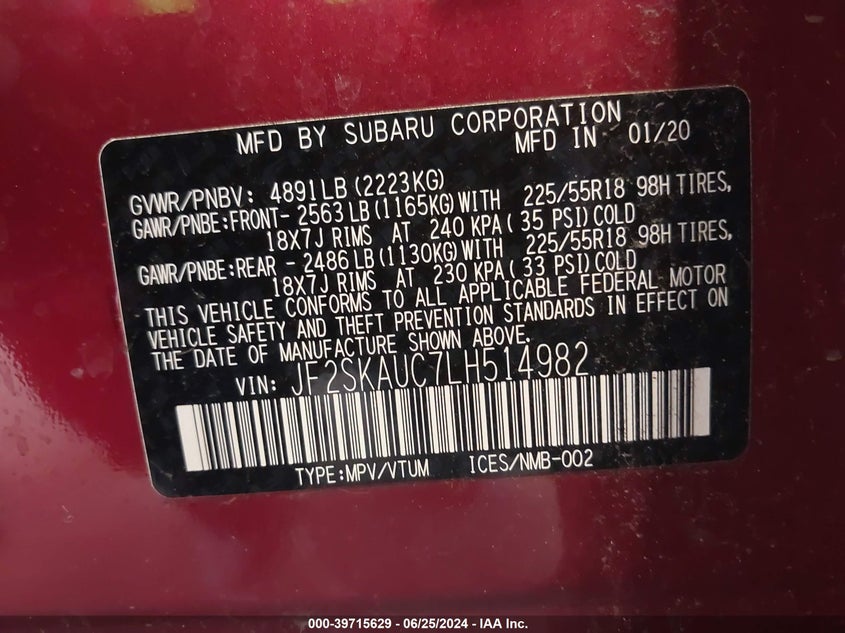 MFD BY SUBARU CORPORATION
MFD IN 01/20
GVWR/PNBV: 4891LB (2223KG)
GAWR/PNBE:FRONT- 2563LB (1165KG) WITH 225/55R18 98H TIRES,
18X7J RIMS AT 240 KPA( 35 PSI) COLD
GAWR/PNBE:REAR - 2486LB (1130KG) WITH 225/55R18 98H TIRES,
18X7J RIMS AT 230 KPA( 33 PSI) COLD
THIS VEHICLE CONFORMS TO ALL APPLICABLE FEDERAL MOTOR
VEHICLE SAFETY AND THEFT PREVENTION STANDARDS IN EFFECT ON
THE DATE OF MANUFACTURE SHOWN ABOVE.
VIN: JF2SKAUC7LH514982
TYPE:MPV/VTUM ICES/NMB-002
000-39715629 - 06/25/2024 - IAA Inc.